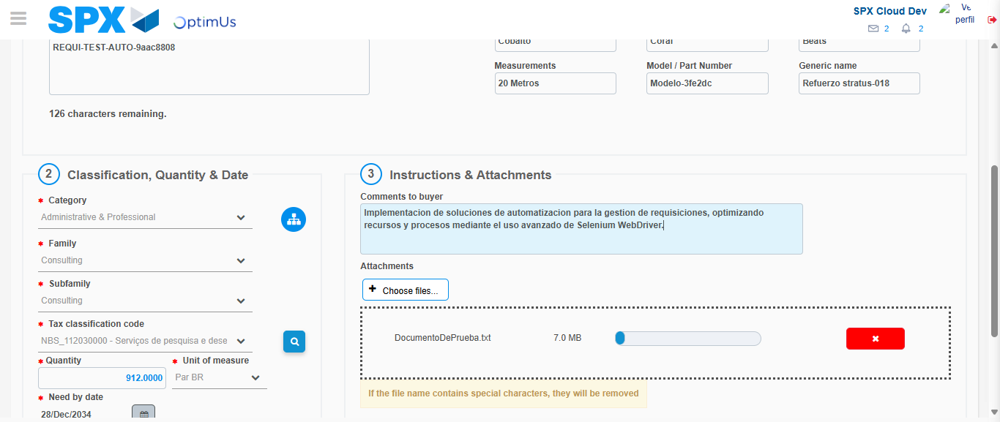 SPX
OptimUs
SPX Cloud Dev
2
2
Ve
perfil
REQUI-TEST-AUTO-9aac8808
126 characters remaining.
Cobalto
Coral
Beats
Measurements
Model / Part Number
Generic name
20 Metros
Modelo-3fe2dc
Refuerzo stratus-018
2 Classification, Quantity & Date
* Category
Administrative & Professional
* Family
Consulting
* Subfamily
Consulting
* Tax classification code
NBS_112030000 - Serviços de pesquisa e dese
* Quantity
* Unit of measure
912.0000
Par BR
* Need by date
28/Dec/2034
3 Instructions & Attachments
Comments to buyer
Implementacion de soluciones de automatizacion para la gestion de requisiciones, optimizando
recursos y procesos mediante el uso avanzado de Selenium WebDriver.
Attachments
+ Choose files...
DocumentoDePrueba.txt
7.0 MB
If the file name contains special characters, they will be removed